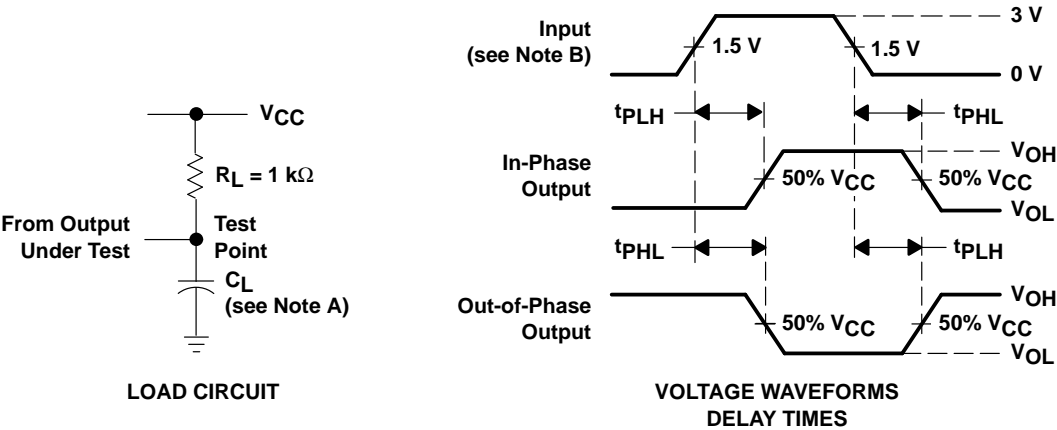 VCC
RL = 1 kΩ
From Output
Under Test
Test
Point
CL
(see Note A)
LOAD CIRCUIT
Input
(see Note B)
1.5 V
1.5 V
3 V
0 V
tPLH
tPHL
In-Phase
Output
50% VCC
50% VCC
VOH
VOL
tPHL
tPLH
Out-of-Phase
Output
50% VCC
50% VCC
VOH
VOL
VOLTAGE WAVEFORMS
DELAY TIMES